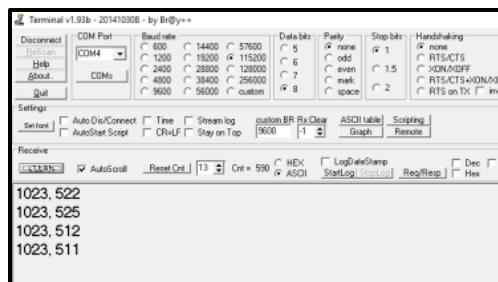 Terminal v1.93b - 20140310ß - by Br@y++
Disconnect
ReScan
Help
About..
Quit
COM Port
COM4
COMs
Baud rate
600 14400 57600
1200 19200 115200
2400 28800 128000
4800 38400 256000
9600 56000 custom
Data bits
5
6
7
8
Parity
none
odd
even
mark
space
Stop bits
1
1.5
2
Handshaking
none
RTS/CTS
XON/XOFF
RTS/CTS+XON/X
RTS on TX
Settings
Set font
Auto Dis/Connect Time Stream log
AutoStart Script CR=LF Stay on Top
custom BR Rx Clear
9600 -1
ASCII table Scripting
Graph Remote
Receive
CLEAR AutoScroll Reset Cnt 13 Cnt = 590
HEX
ASCII
LogDateStamp
StartLog StopLog Req/Resp
Dec
Hex
1023, 522
1023, 525
1023, 512
1023, 511